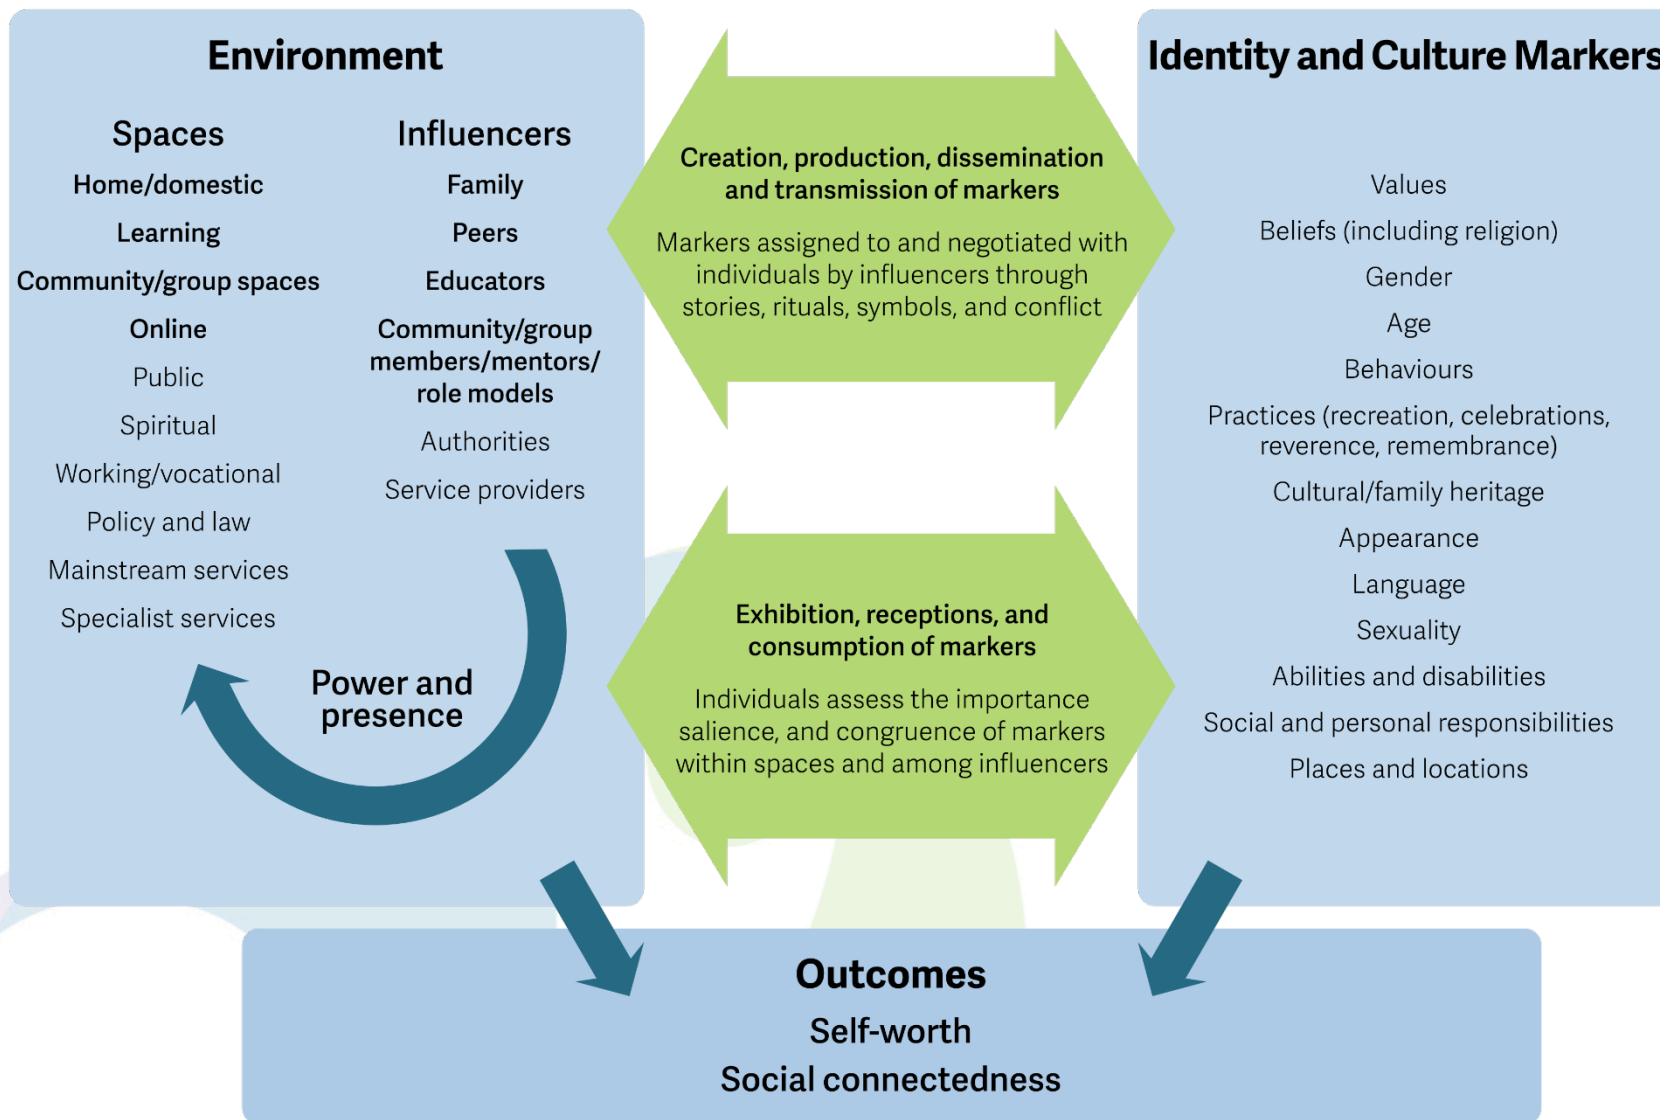 Environment
Spaces
Home/domestic
Learning
Community/group spaces
Online
Public
Spiritual
Working/vocational
Policy and law
Mainstream services
Specialist services
Influencers
Family
Peers
Educators
Community/group
members/mentors/
role models
Authorities
Service providers
Power and
presence
Creation, production, dissemination
and transmission of markers
Markers assigned to and negotiated with
individuals by influencers through
stories, rituals, symbols, and conflict
Exhibition, receptions, and
consumption of markers
Individuals assess the importance
salience, and congruence of markers
within spaces and among influencers
Identity and Culture Markers
Values
Beliefs (including religion)
Gender
Age
Behaviours
Practices (recreation, celebrations,
reverence, remembrance)
Cultural/family heritage
Appearance
Language
Sexuality
Abilities and disabilities
Social and personal responsibilities
Places and locations
Outcomes
Self-worth
Social connectedness